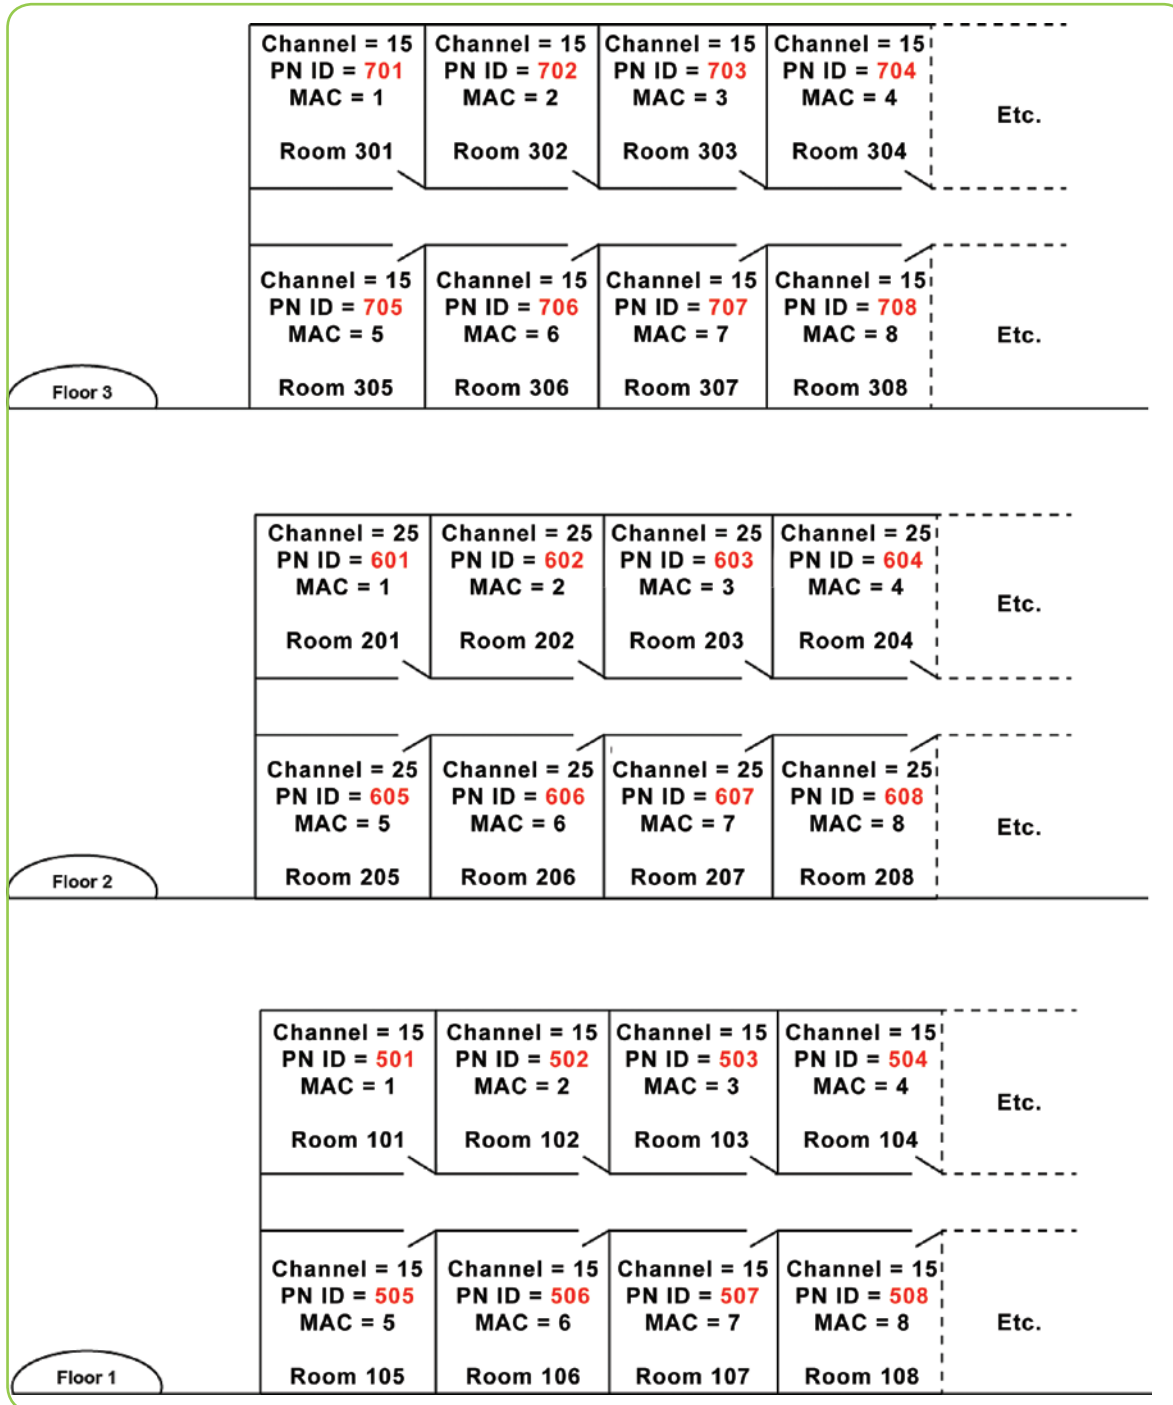 Channel = 15
PN ID = 701
MAC = 1
Room 301
Channel = 15
PN ID = 702
MAC = 2
Room 302
Channel = 15
PN ID = 703
MAC = 3
Room 303
Channel = 15
PN ID = 704
MAC = 4
Room 304
Etc.
Channel = 15
PN ID = 705
MAC = 5
Room 305
Channel = 15
PN ID = 706
MAC = 6
Room 306
Channel = 15
PN ID = 707
MAC = 7
Room 307
Channel = 15
PN ID = 708
MAC = 8
Room 308
Etc.
Floor 3
Channel = 25
PN ID = 601
MAC = 1
Room 201
Channel = 25
PN ID = 602
MAC = 2
Room 202
Channel = 25
PN ID = 603
MAC = 3
Room 203
Channel = 25
PN ID = 604
MAC = 4
Room 204
Etc.
Channel = 25
PN ID = 605
MAC = 5
Room 205
Channel = 25
PN ID = 606
MAC = 6
Room 206
Channel = 25
PN ID = 607
MAC = 7
Room 207
Channel = 25
PN ID = 608
MAC = 8
Room 208
Etc.
Floor 2
Channel = 15
PN ID = 501
MAC = 1
Room 101
Channel = 15
PN ID = 502
MAC = 2
Room 102
Channel = 15
PN ID = 503
MAC = 3
Room 103
Channel = 15
PN ID = 504
MAC = 4
Room 104
Etc.
Channel = 15
PN ID = 505
MAC = 5
Room 105
Channel = 15
PN ID = 506
MAC = 6
Room 106
Channel = 15
PN ID = 507
MAC = 7
Room 107
Channel = 15
PN ID = 508
MAC = 8
Room 108
Etc.
Floor 1